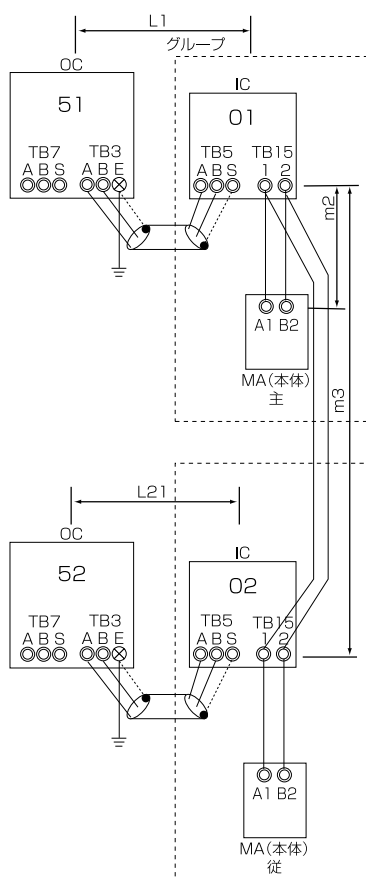 L1
グループ
OC
IC
51
01
TB7
TB3
TB5
TB15
A B S
A B E
A B S
1 2
m2
A1 B2
MA(本体)
主
m3
L21
OC
IC
52
02
TB7
TB3
TB5
TB15
A B S
A B E
A B S
1 2
A1 B2
MA(本体)
従